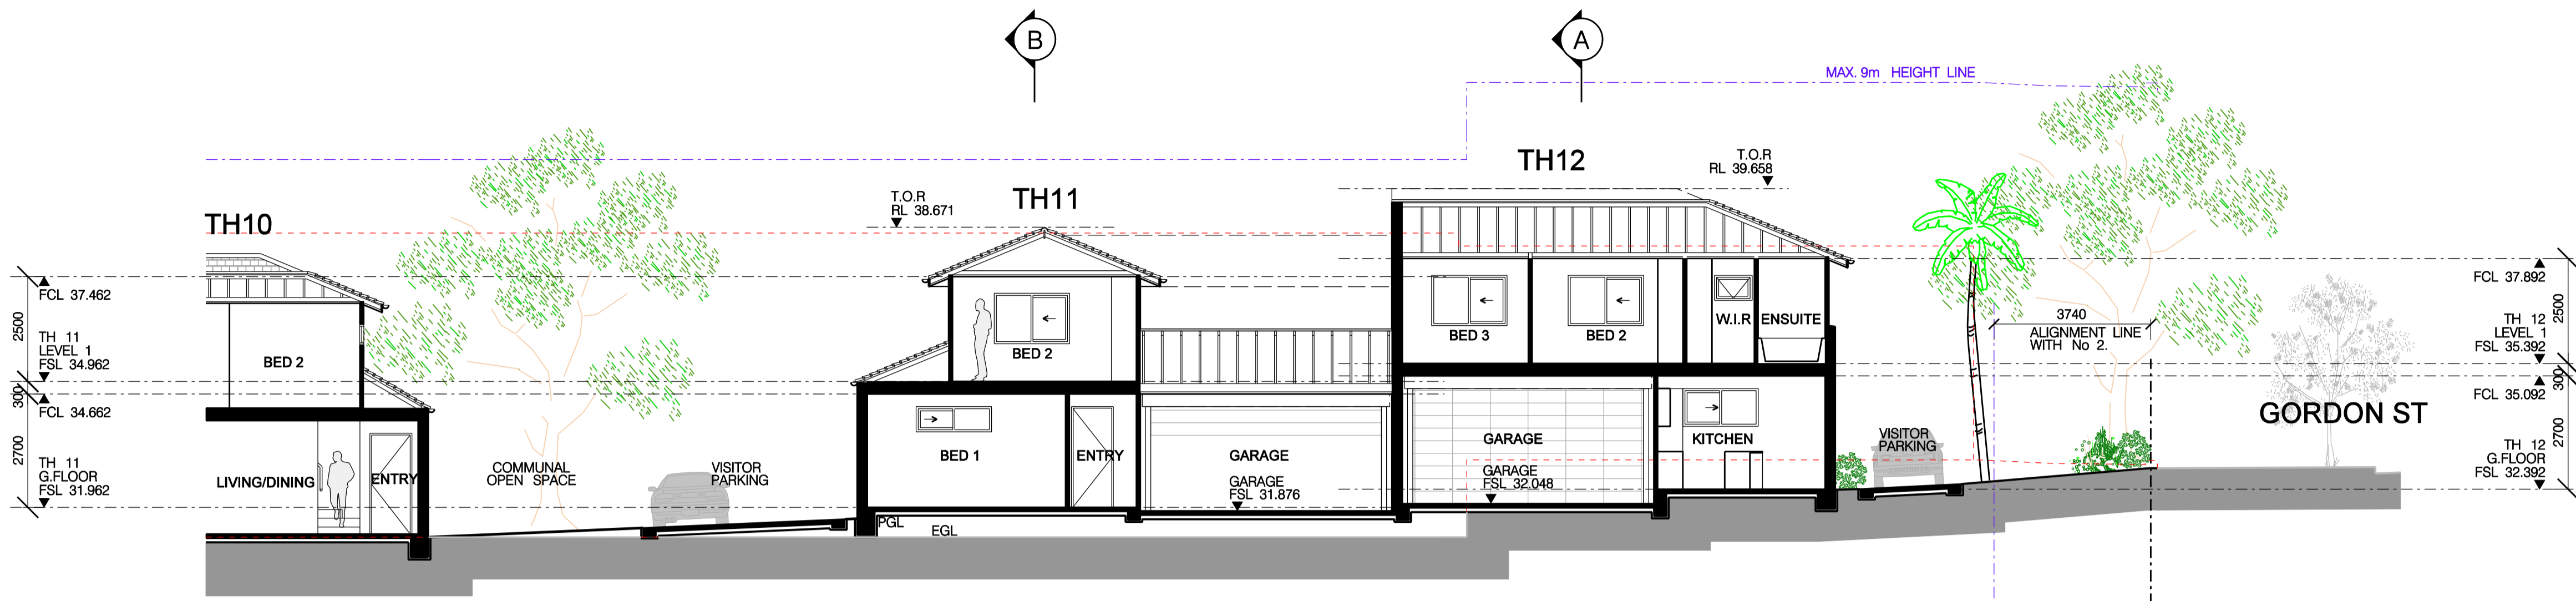 B
A
MAX. 9m HEIGHT LINE
TH12
T.O.R
RL 39.658
T.O.R
RL 38.671
TH11
TH10
FCL 37.462
2500
TH 11
LEVEL 1
FSL 34.962
300
FCL 34.662
2700
TH 11
G.FLOOR
FSL 31.962
BED 2
LIVING/DINING
ENTRY
COMMUNAL
OPEN SPACE
VISITOR
PARKING
PGL
EGL
BED 2
BED 1
ENTRY
GARAGE
GARAGE
FSL 31.876
BED 3
BED 2
W.I.R
ENSUITE
GARAGE
GARAGE
FSL 32.048
KITCHEN
VISITOR
PARKING
3740
ALIGNMENT LINE
WITH No 2.
GORDON ST
FCL 37.892
2500
TH 12
LEVEL 1
FSL 35.392
300
FCL 35.092
2700
TH 12
G.FLOOR
FSL 32.392